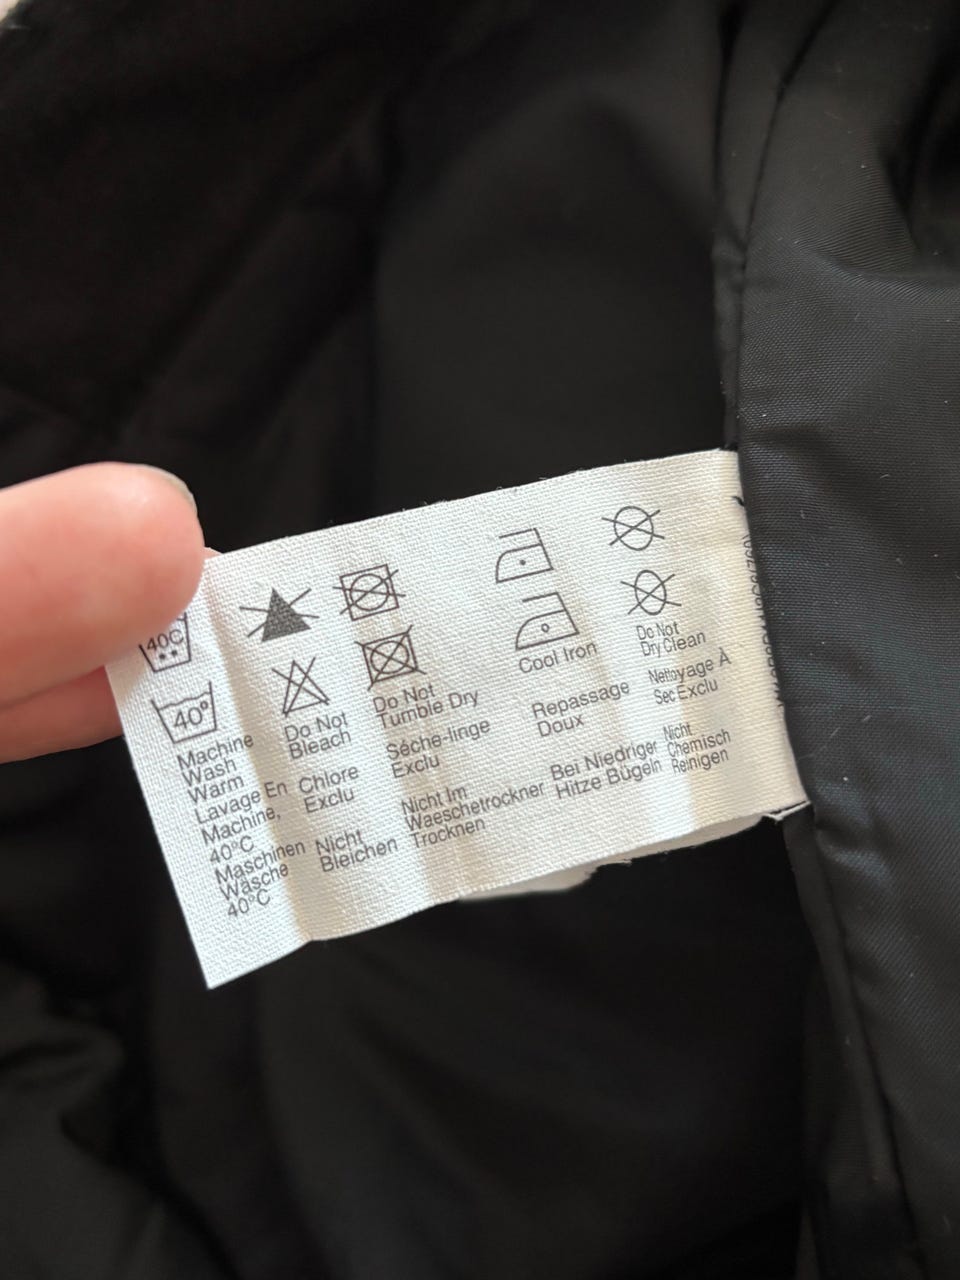 40C
40°
Machine
Wash
Warm
Lavage En
Machine,
40°C
Maschinen
Wäsche
40°C
Do Not
Bleach
Chlore
Exclu
Nicht
Bleichen
Do Not
Tumble Dry
Séche-linge
Exclu
Nicht Im
Waeschetrockner
Trocknen
Cool Iron
Repassage
Doux
Bei Niedriger
Hitze Bügeln
Do Not
Dry Clean
Nettoyage À
Sec Exclu
Nicht
Chemisch
Reinigen